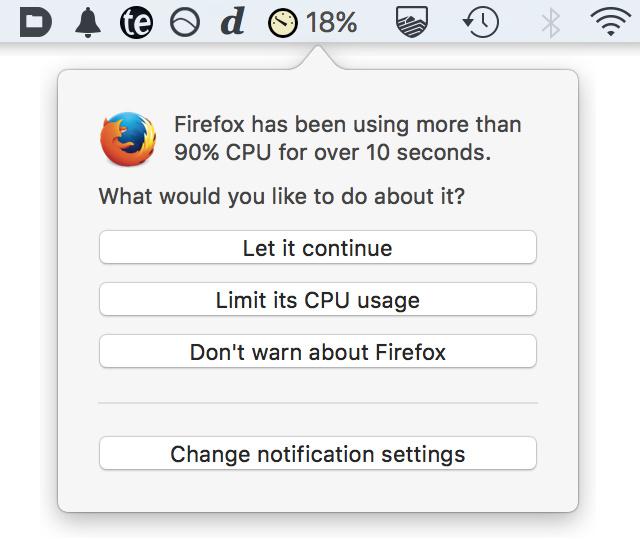 te d 18%
Firefox has been using more than
90% CPU for over 10 seconds.
What would you like to do about it?
Let it continue
Limit its CPU usage
Don't warn about Firefox
Change notification settings